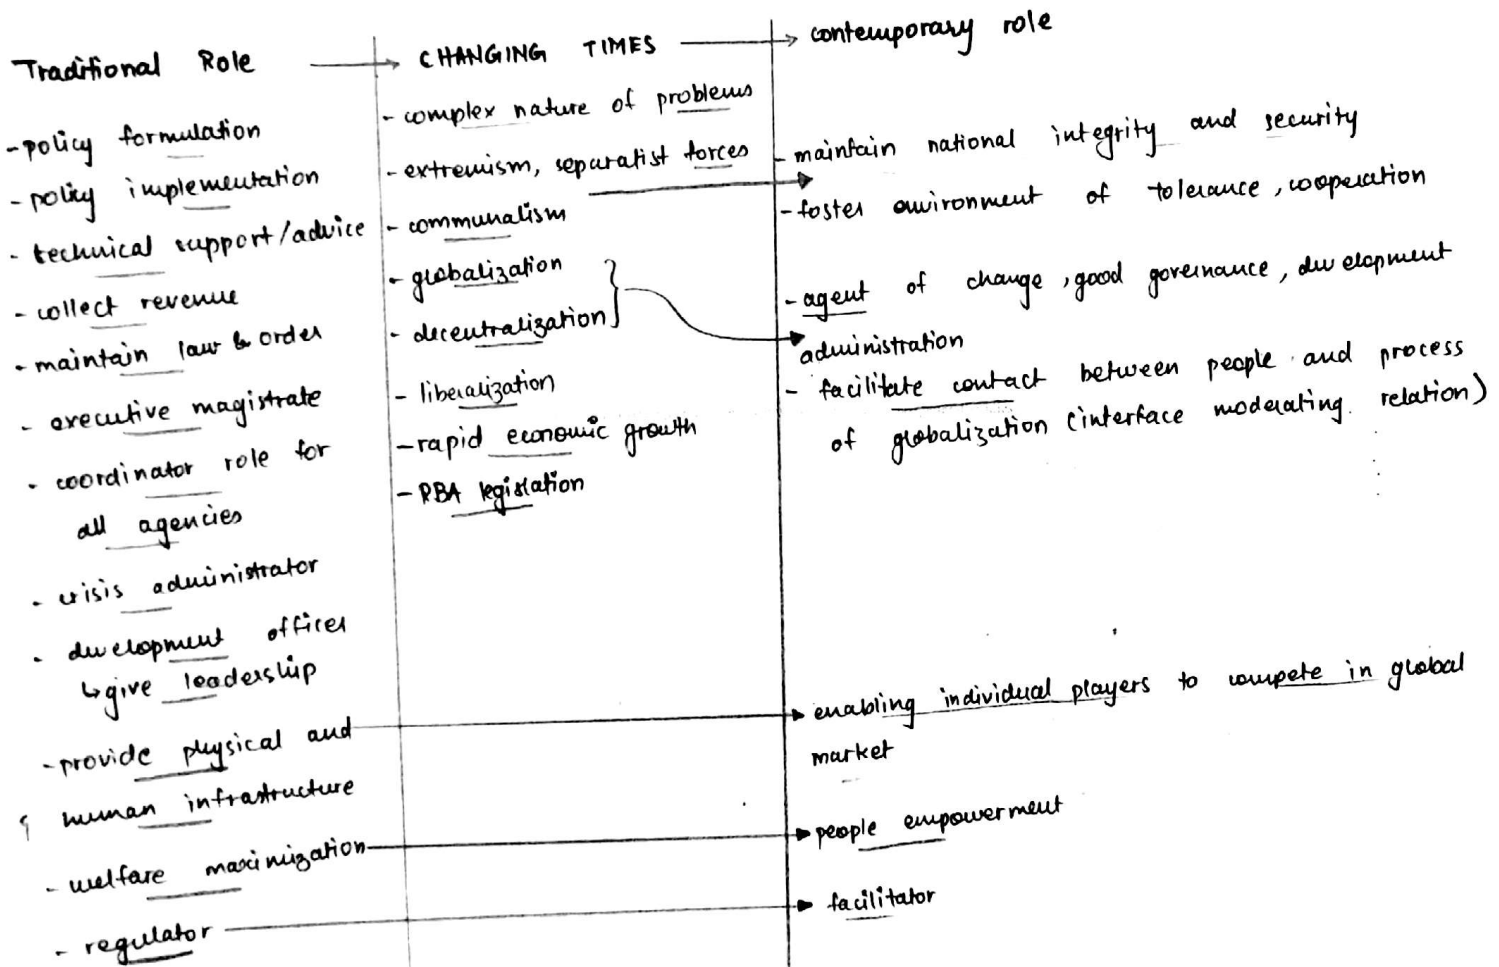 Traditional Role
-policy formulation
-policy implementation
- technical support/advice
- collect revenue
- maintain law & order
- executive magistrate
- coordinator role for
all agencies
- crisis administrator
- development officer
↳give leadership
-provide physical and
human infrastructure
- welfare maximization
- regulator
CHANGING TIMES
- complex nature of problems
- extremism, separatist forces
- communalism
- globalization
- decentralization
- liberalization
-rapid economic growth
- RBA legislation
contemporary role
- maintain national integrity and security
-foster environment of tolerance, cooperation
-agent of change, good governance, development
administration
- facilitate contact between people and process
of globalization (interface moderating relation)
enabling individual players to compete in global
market
people empowerment
facilitator